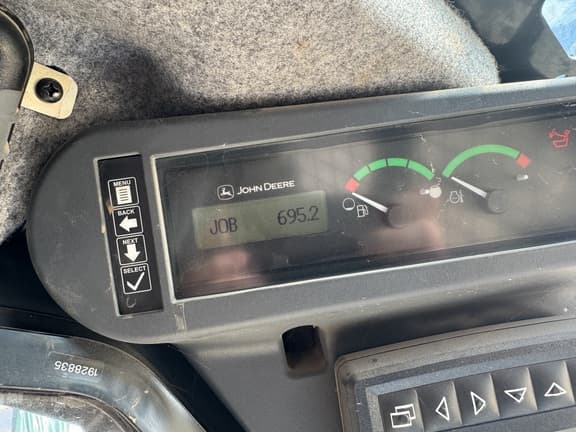 MENU
BACK
NEXT
SELECT
JOHN DEERE
JOB 695.2
1928835